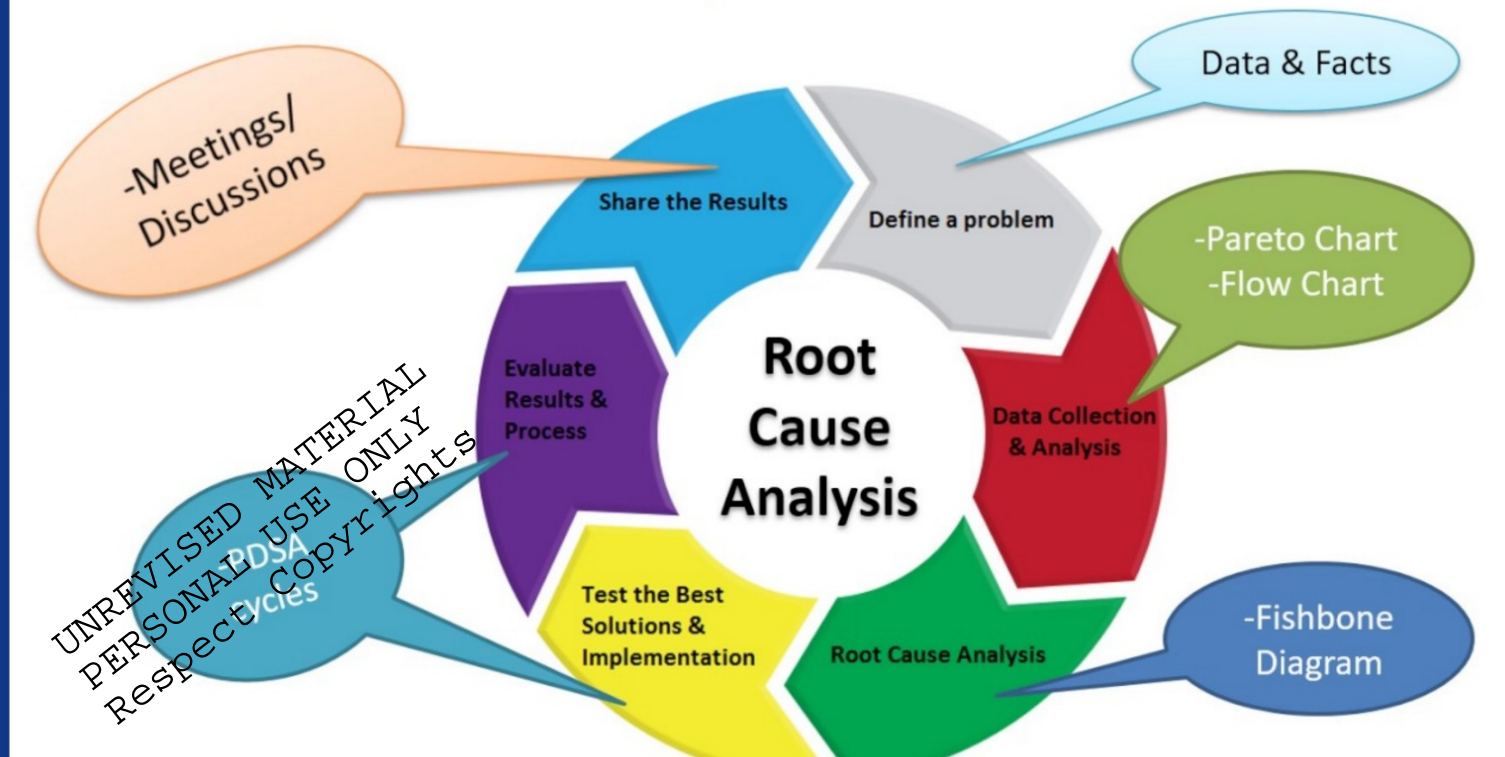 Data & Facts
-Meetings/
Discussions
Share the Results
Define a problem
-Pareto Chart
-Flow Chart
Root
Cause
Analysis
Evaluate
Results &
Process
Data Collection
& Analysis
-PDSA
cycles
Test the Best
Solutions &
Implementation
Root Cause Analysis
-Fishbone
Diagram
UNREVISED MATERIAL
PERSONAL USE ONLY
Respect Copyrights